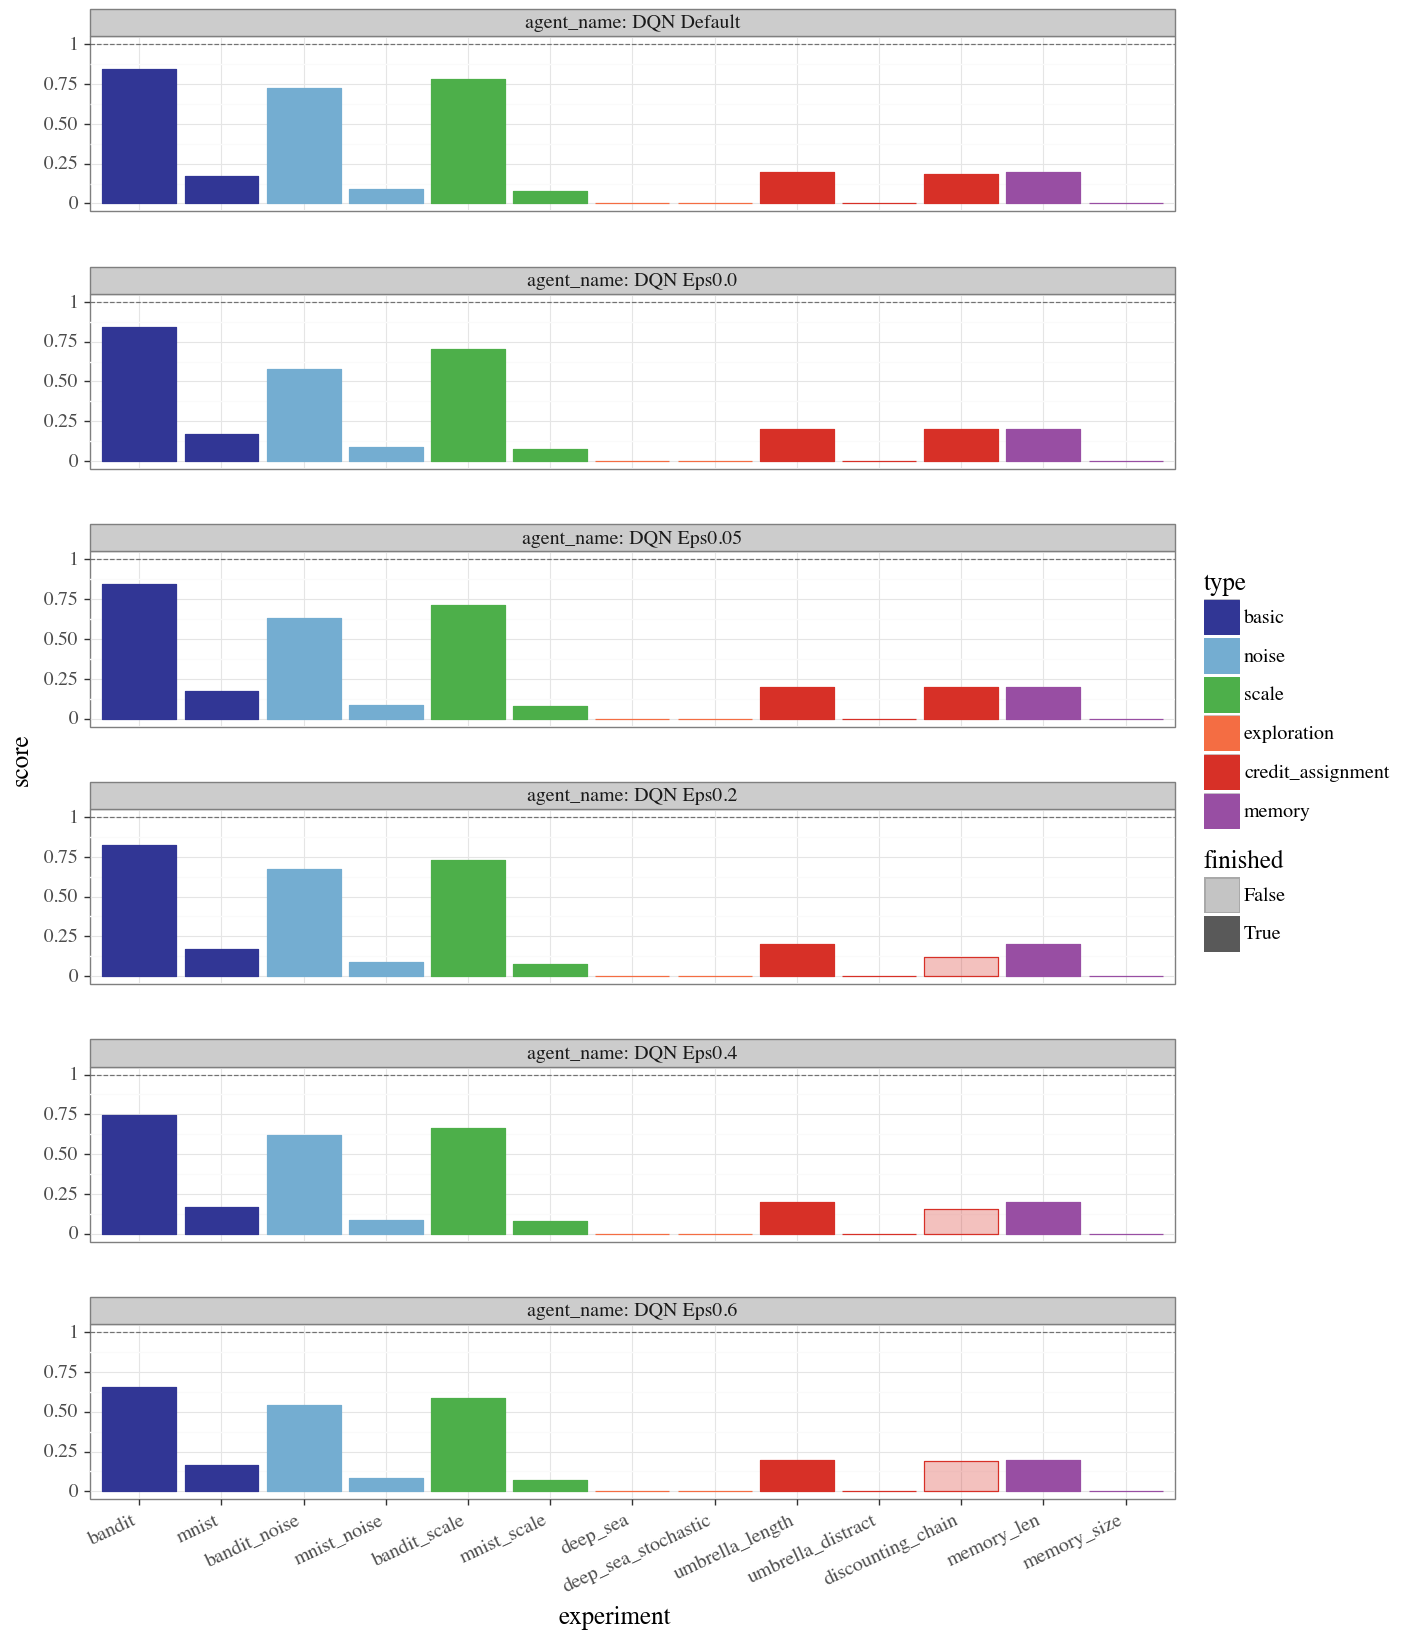 agent_name: DQN Default
1
0.75
0.50
0.25
0
agent_name: DQN Eps0.0
1
0.75
0.50
0.25
0
agent_name: DQN Eps0.05
1
0.75
0.50
0.25
0
agent_name: DQN Eps0.2
1
0.75
0.50
0.25
0
agent_name: DQN Eps0.4
1
0.75
0.50
0.25
0
agent_name: DQN Eps0.6
1
0.75
0.50
0.25
0
score
bandit
mnist
bandit_noise
mnist_noise
bandit_scale
mnist_scale
deep_sea
deep_sea_stochastic
umbrella_length
umbrella_distract
discounting_chain
memory_len
memory_size
experiment
type
basic
noise
scale
exploration
credit_assignment
memory
finished
False
True